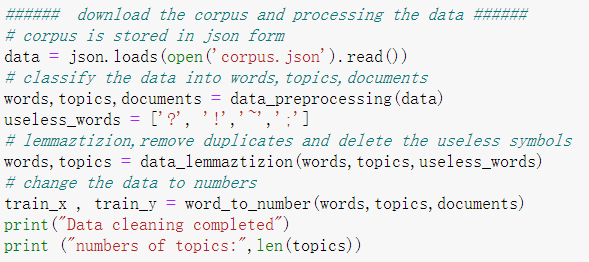 ######  download the corpus and processing the data ######
# corpus is stored in json form
data = json.loads(open('corpus.json').read())
# classify the data into words,topics,documents
words,topics,documents = data_preprocessing(data)
useless_words = ['?', '!','~',';']
# lemmaztizion,remove duplicates and delete the useless symbols
words,topics = data_lemmaztizion(words,topics,useless_words)
# change the data to numbers
train_x , train_y = word_to_number(words,topics,documents)
print("Data cleaning completed")
print ("numbers of topics:",len(topics))